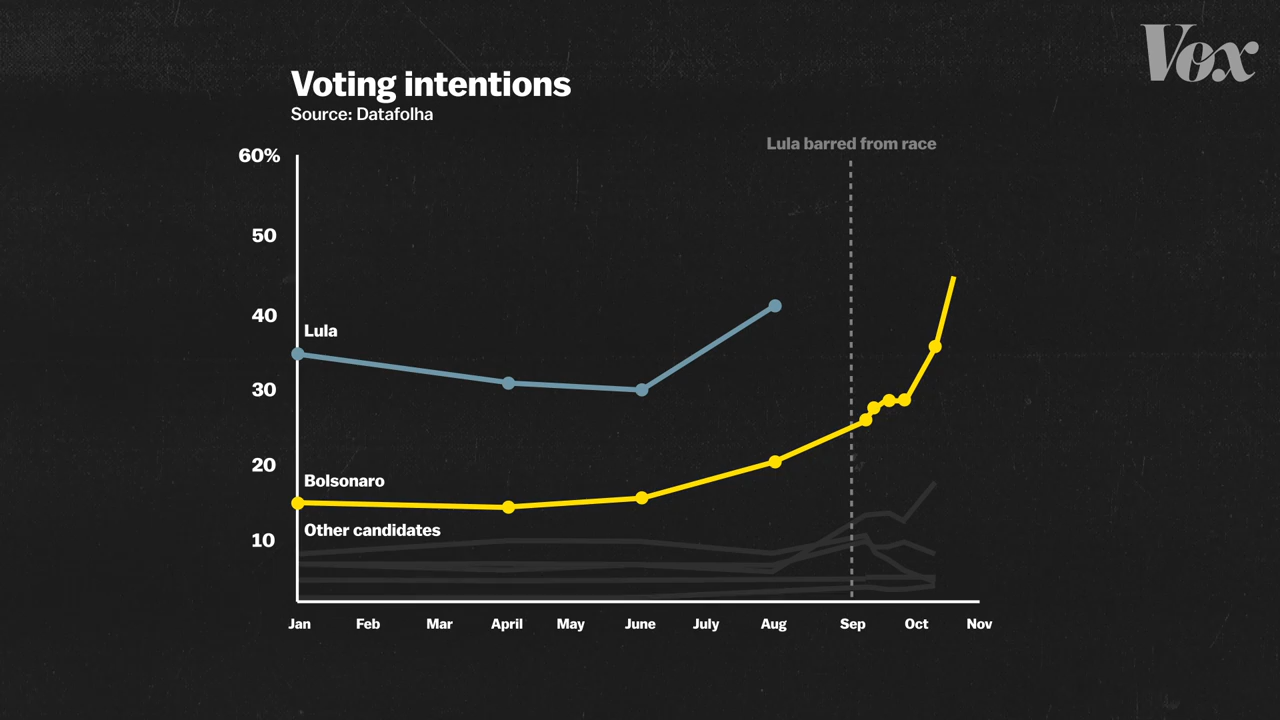 Vox
Voting intentions
Source: Datafolha
Lula barred from race
60%
50
40
Lula
30
20
Bolsonaro
Other candidates
10
Jan Feb Mar April May June July Aug Sep Oct Nov